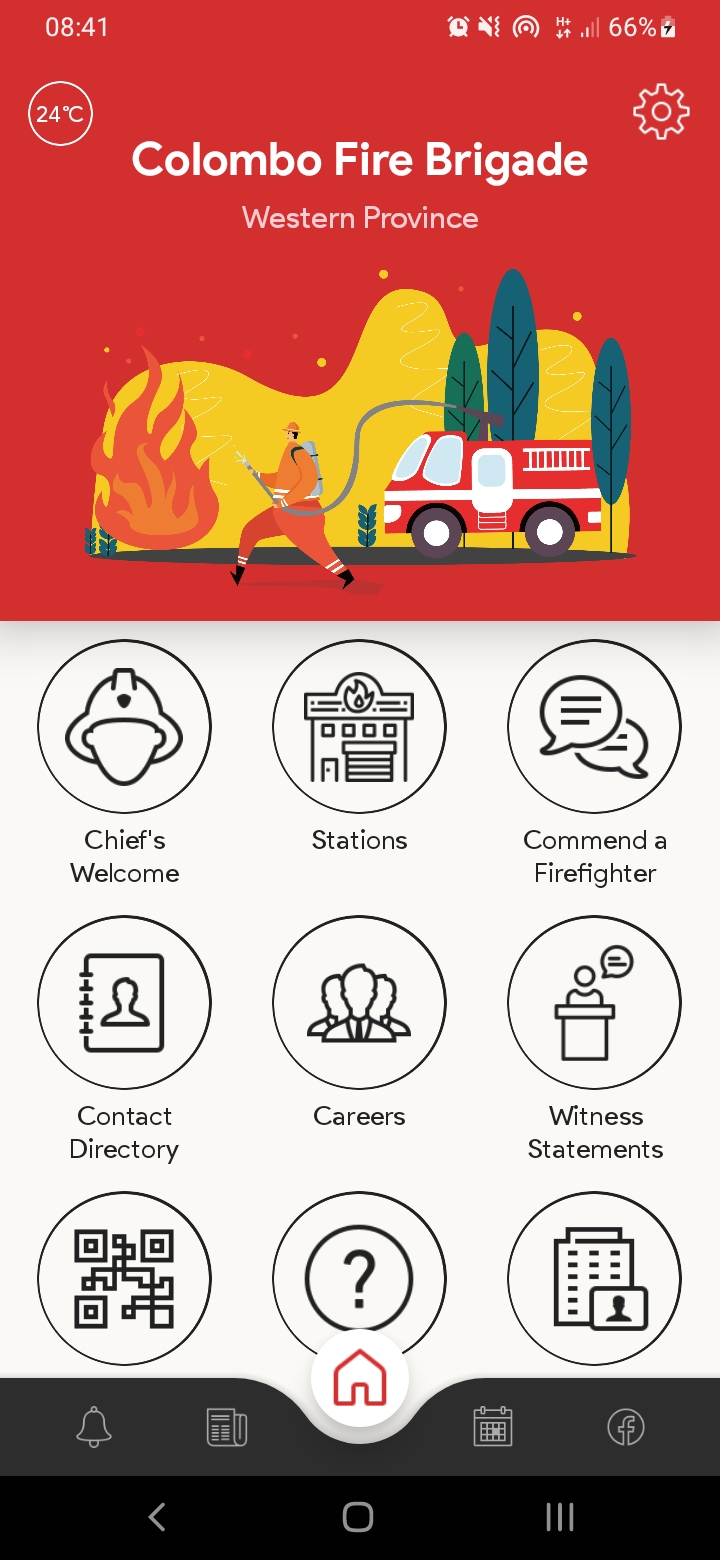 08:41
H+
66%
24°C
Colombo Fire Brigade
Western Province
Chief's
Welcome
Stations
Commend a
Firefighter
Contact
Directory
Careers
Witness
Statements
?